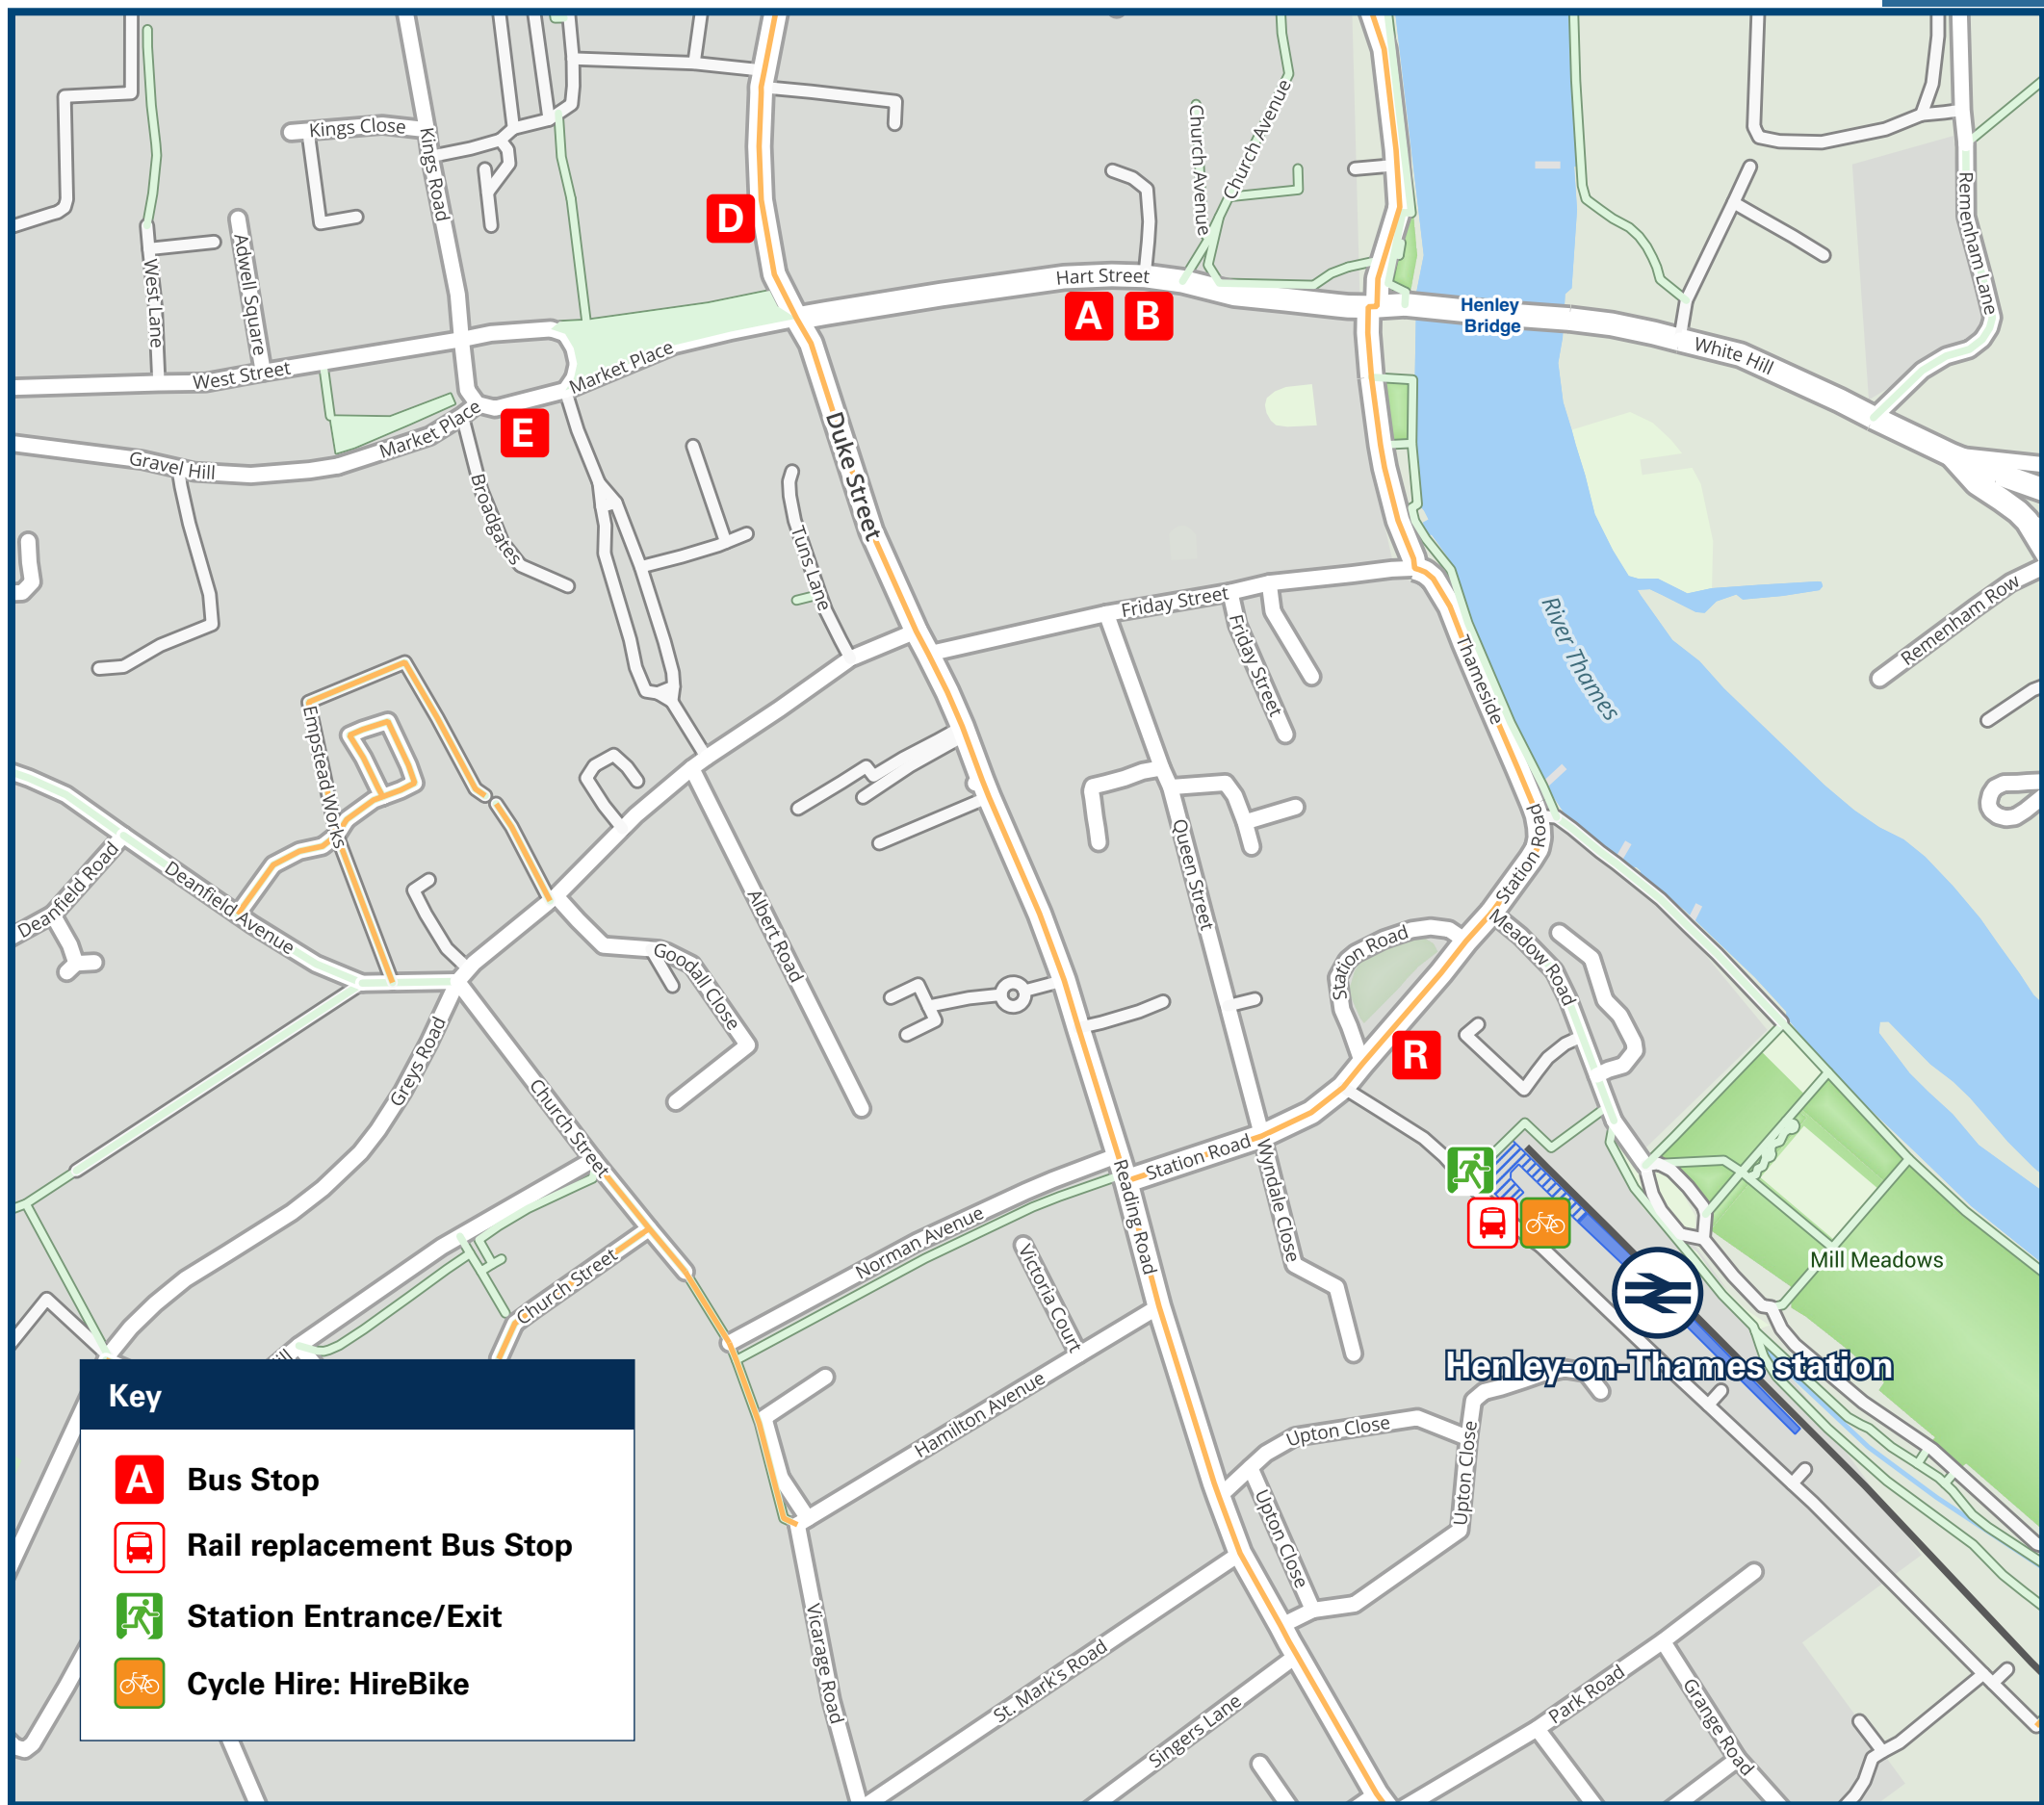 Kings Close
Kings Road
Church Avenue
Church Avenue
D
West Lane
Adwell Square
Remenham Lane
Hart Street
A
B
Henley
Bridge
White Hill
West Street
Market Place
Market Place
E
Gravel Hill
Broadgates
Duke Street
Tuns Lane
Friday Street
Friday Street
River Thames
Remenham Row
Thameside
Empstead Works
Deanfield Road
Deanfield Avenue
Albert Road
Goodall Close
Queen Street
Station Road
Station Road
Meadow Road
R
Greys Road
Church Street
Station Road
Reading Road
Wyndale Close
Norman Avenue
Victoria Court
Church Street
Mill Meadows
Henley-on-Thames station
Hamilton Avenue
Upton Close
Upton Close
Upton Close
Vicarage Road
St. Mark's Road
Singers Lane
Park Road
Grange Road
Key
A Bus Stop
Rail replacement Bus Stop
Station Entrance/Exit
Cycle Hire: HireBike